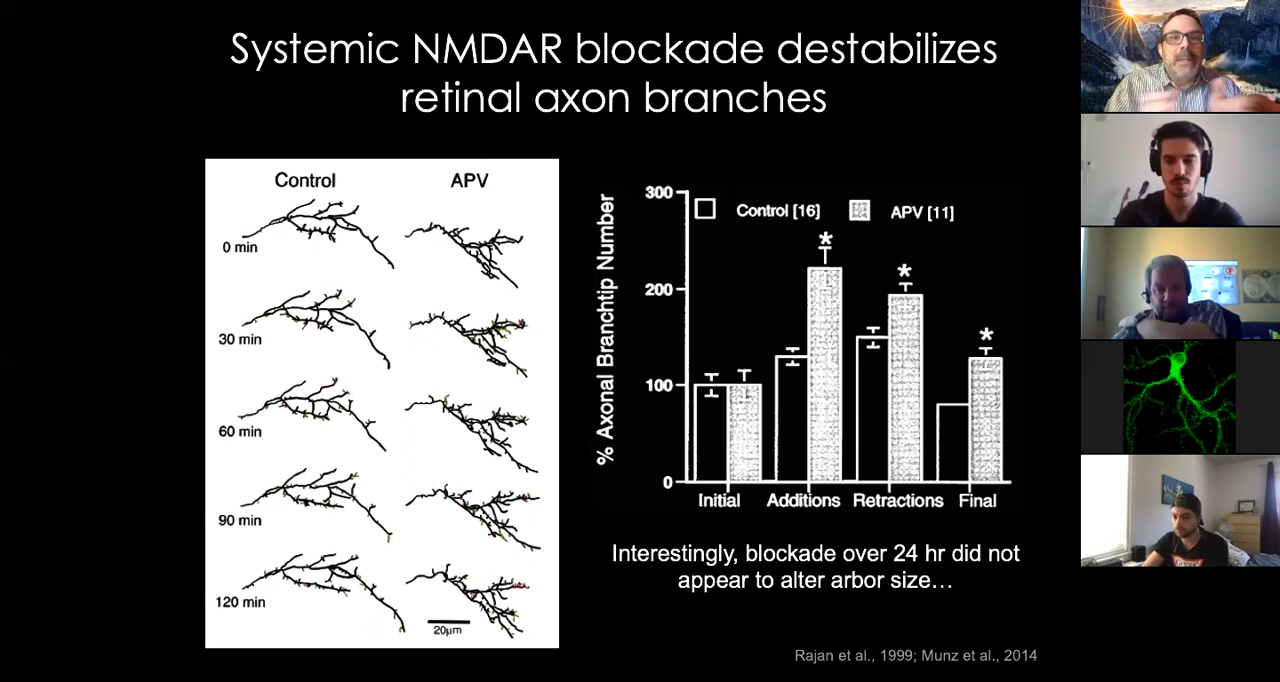 Systemic NMDAR blockade destabilizes
retinal axon branches
Control
APV
0 min
30 min
60 min
90 min
120 min
20µm
% Axonal Branchtip Number
300
200
100
0
Control [16]
APV [11]
*
*
*
Initial
Additions
Retractions
Final
Interestingly, blockade over 24 hr did not
appear to alter arbor size…
Rajan et al., 1999; Munz et al., 2014